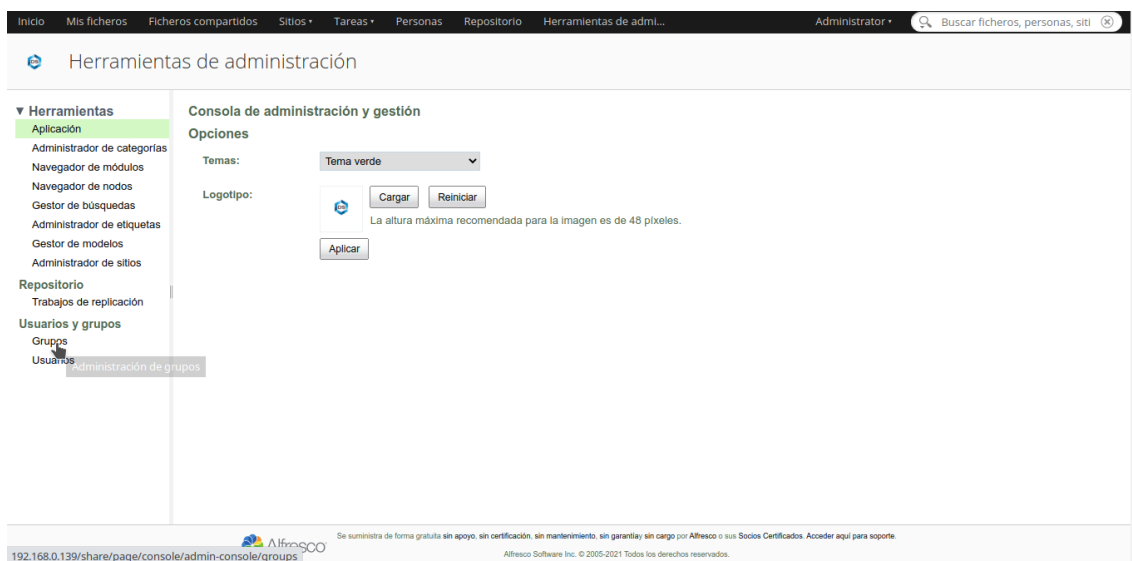 Inicio Mis ficheros Ficheros compartidos Sitios Tareas Personas Repositorio Herramientas de admi... Administrator Buscar ficheros, personas, siti
Herramientas de administración
Herramientas
Aplicación
Administrador de categorías
Navegador de módulos
Navegador de nodos
Gestor de búsquedas
Administrador de etiquetas
Gestor de modelos
Administrador de sitios
Repositorio
Trabajos de replicación
Usuarios y grupos
Grupos
Usuarios
Administración de grupos
Consola de administración y gestión
Opciones
Temas: Tema verde
Logotipo: Cargar Reiniciar
La altura máxima recomendada para la imagen es de 48 píxeles.
Aplicar
Alfresco
Se suministra de forma gratuita sin apoyo, sin certificación, sin mantenimiento, sin garantíay sin cargo por Alfresco o sus Socios Certificados. Acceder aquí para soporte.
Alfresco Software Inc. © 2005-2021 Todos los derechos reservados.
192.168.0.139/share/page/console/admin-console/groups